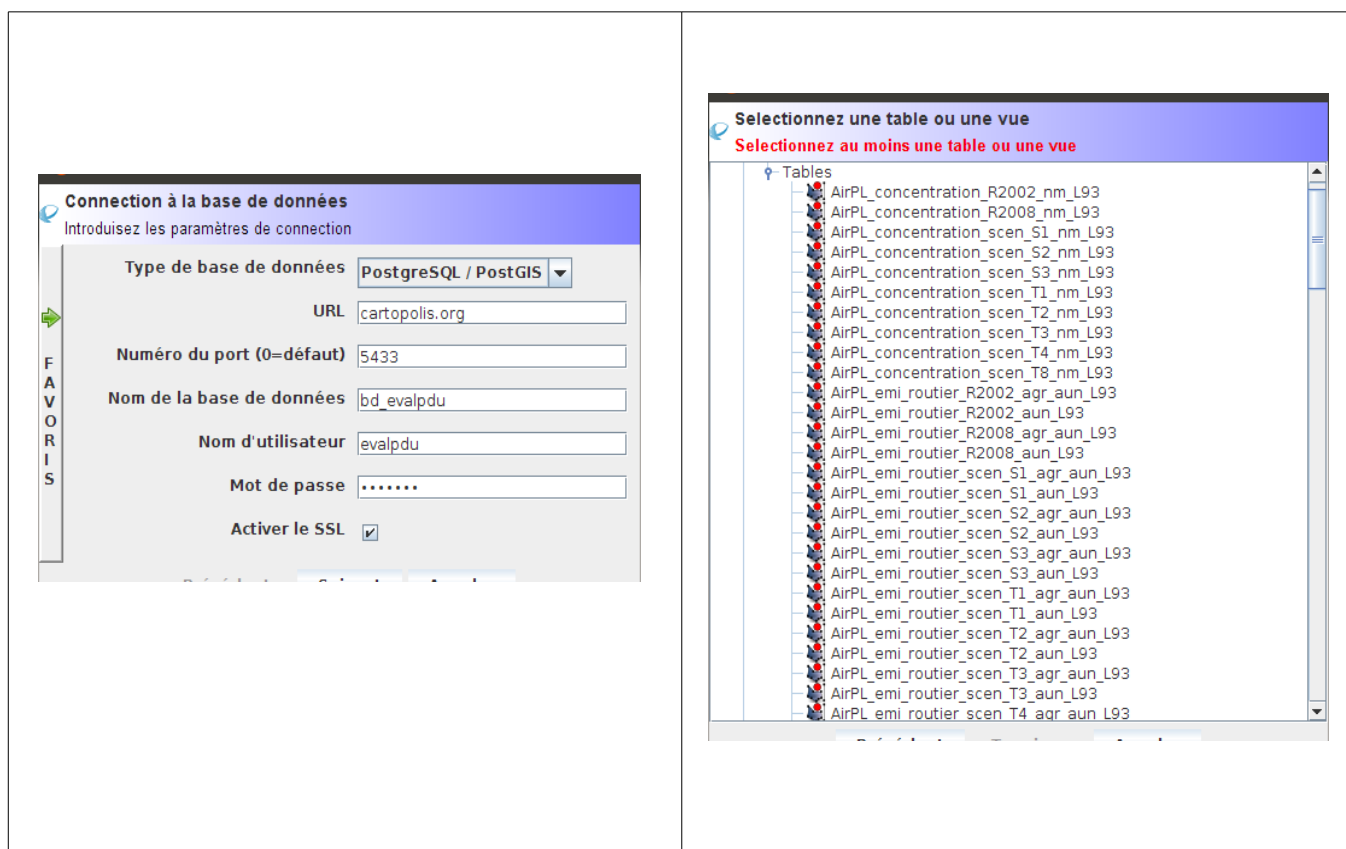 Connection à la base de données
Introduisez les paramètres de connection
Type de base de données PostgreSQL / PostGIS
URL cartopolis.org
Numéro du port (0=défaut) 5433
Nom de la base de données bd_evalpdu
Nom d'utilisateur evalpdu
Mot de passe •••••••
Activer le SSL
FAVORIS
Selectionnez une table ou une vue
Selectionnez au moins une table ou une vue
Tables
AirPL_concentration_R2002_nm_L93
AirPL_concentration_R2008_nm_L93
AirPL_concentration_scen_S1_nm_L93
AirPL_concentration_scen_S2_nm_L93
AirPL_concentration_scen_S3_nm_L93
AirPL_concentration_scen_T1_nm_L93
AirPL_concentration_scen_T2_nm_L93
AirPL_concentration_scen_T3_nm_L93
AirPL_concentration_scen_T4_nm_L93
AirPL_concentration_scen_T8_nm_L93
AirPL_emi_routier_R2002_agr_aun_L93
AirPL_emi_routier_R2002_aun_L93
AirPL_emi_routier_R2008_agr_aun_L93
AirPL_emi_routier_R2008_aun_L93
AirPL_emi_routier_scen_S1_agr_aun_L93
AirPL_emi_routier_scen_S1_aun_L93
AirPL_emi_routier_scen_S2_agr_aun_L93
AirPL_emi_routier_scen_S2_aun_L93
AirPL_emi_routier_scen_S3_agr_aun_L93
AirPL_emi_routier_scen_S3_aun_L93
AirPL_emi_routier_scen_T1_agr_aun_L93
AirPL_emi_routier_scen_T1_aun_L93
AirPL_emi_routier_scen_T2_agr_aun_L93
AirPL_emi_routier_scen_T2_aun_L93
AirPL_emi_routier_scen_T3_agr_aun_L93
AirPL_emi_routier_scen_T3_aun_L93
AirPL_emi_routier_scen_T4_agr_aun_L93